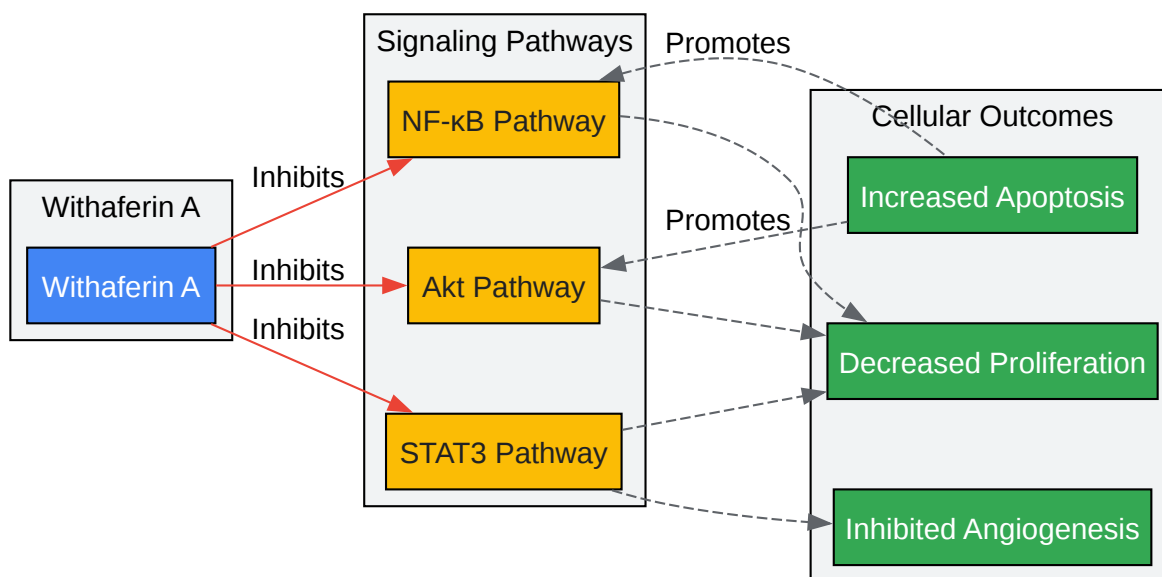 Withaferin A
Withaferin A
Inhibits
Inhibits
Inhibits
Signaling Pathways
NF-κB Pathway
Akt Pathway
STAT3 Pathway
Promotes
Promotes
Cellular Outcomes
Increased Apoptosis
Decreased Proliferation
Inhibited Angiogenesis